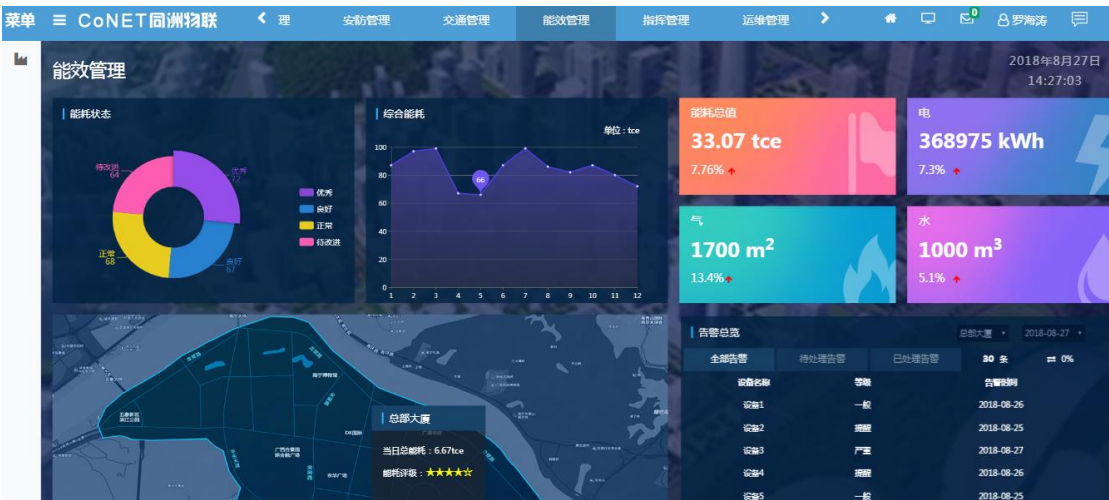 菜单 ☰ CoNET同洲物联 理 安防管理 交通管理 能效管理 指挥管理 运维管理 0 罗海涛
能效管理
2018年8月27日
14:27:03
能耗状态
待改进
64
优秀
72
正常
68
良好
67
优秀
良好
正常
待改进
综合能耗
单位：tce
100
80
60
40
20
0
66
1 2 3 4 5 6 7 8 9 10 11 12
能耗总值
33.07 tce
7.76%
电
368975 kWh
7.3%
气
1700 m²
13.4%
水
1000 m³
5.1%
南宁博物馆
总部大厦
当日总能耗：6.67tce
能耗评级：★★★★☆
告警总览
总部大厦 2018-08-27
全部告警 待处理告警 已处理告警 30 条 0%
设备名称 等级 告警时间
设备1 一般 2018-08-26
设备2 提醒 2018-08-25
设备3 严重 2018-08-27
设备4 提醒 2018-08-26
设备5 一般 2018-08-25